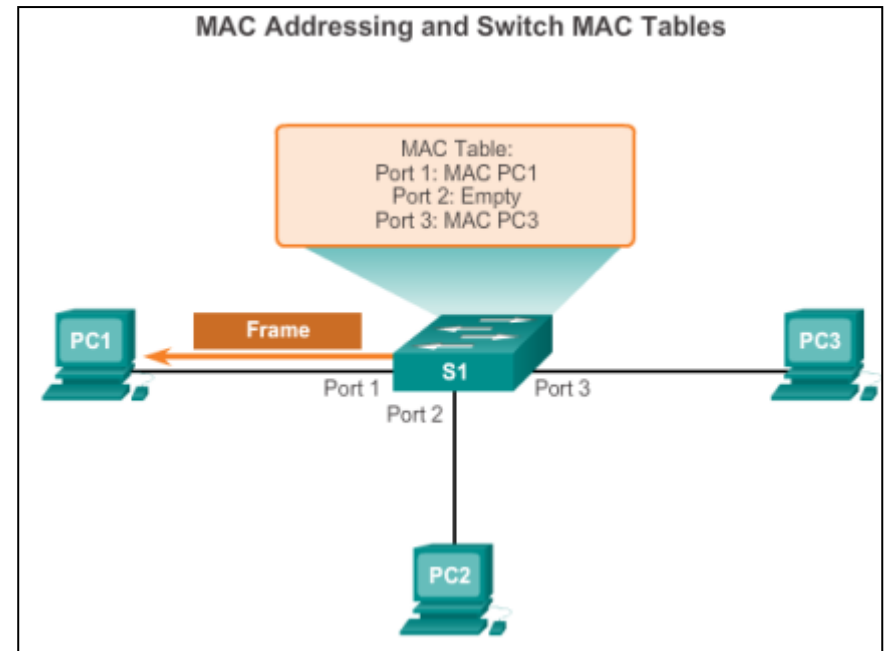 MAC Addressing and Switch MAC Tables
MAC Table:
Port 1: MAC PC1
Port 2: Empty
Port 3: MAC PC3
PC1
Frame
S1
PC3
Port 1
Port 3
Port 2
PC2